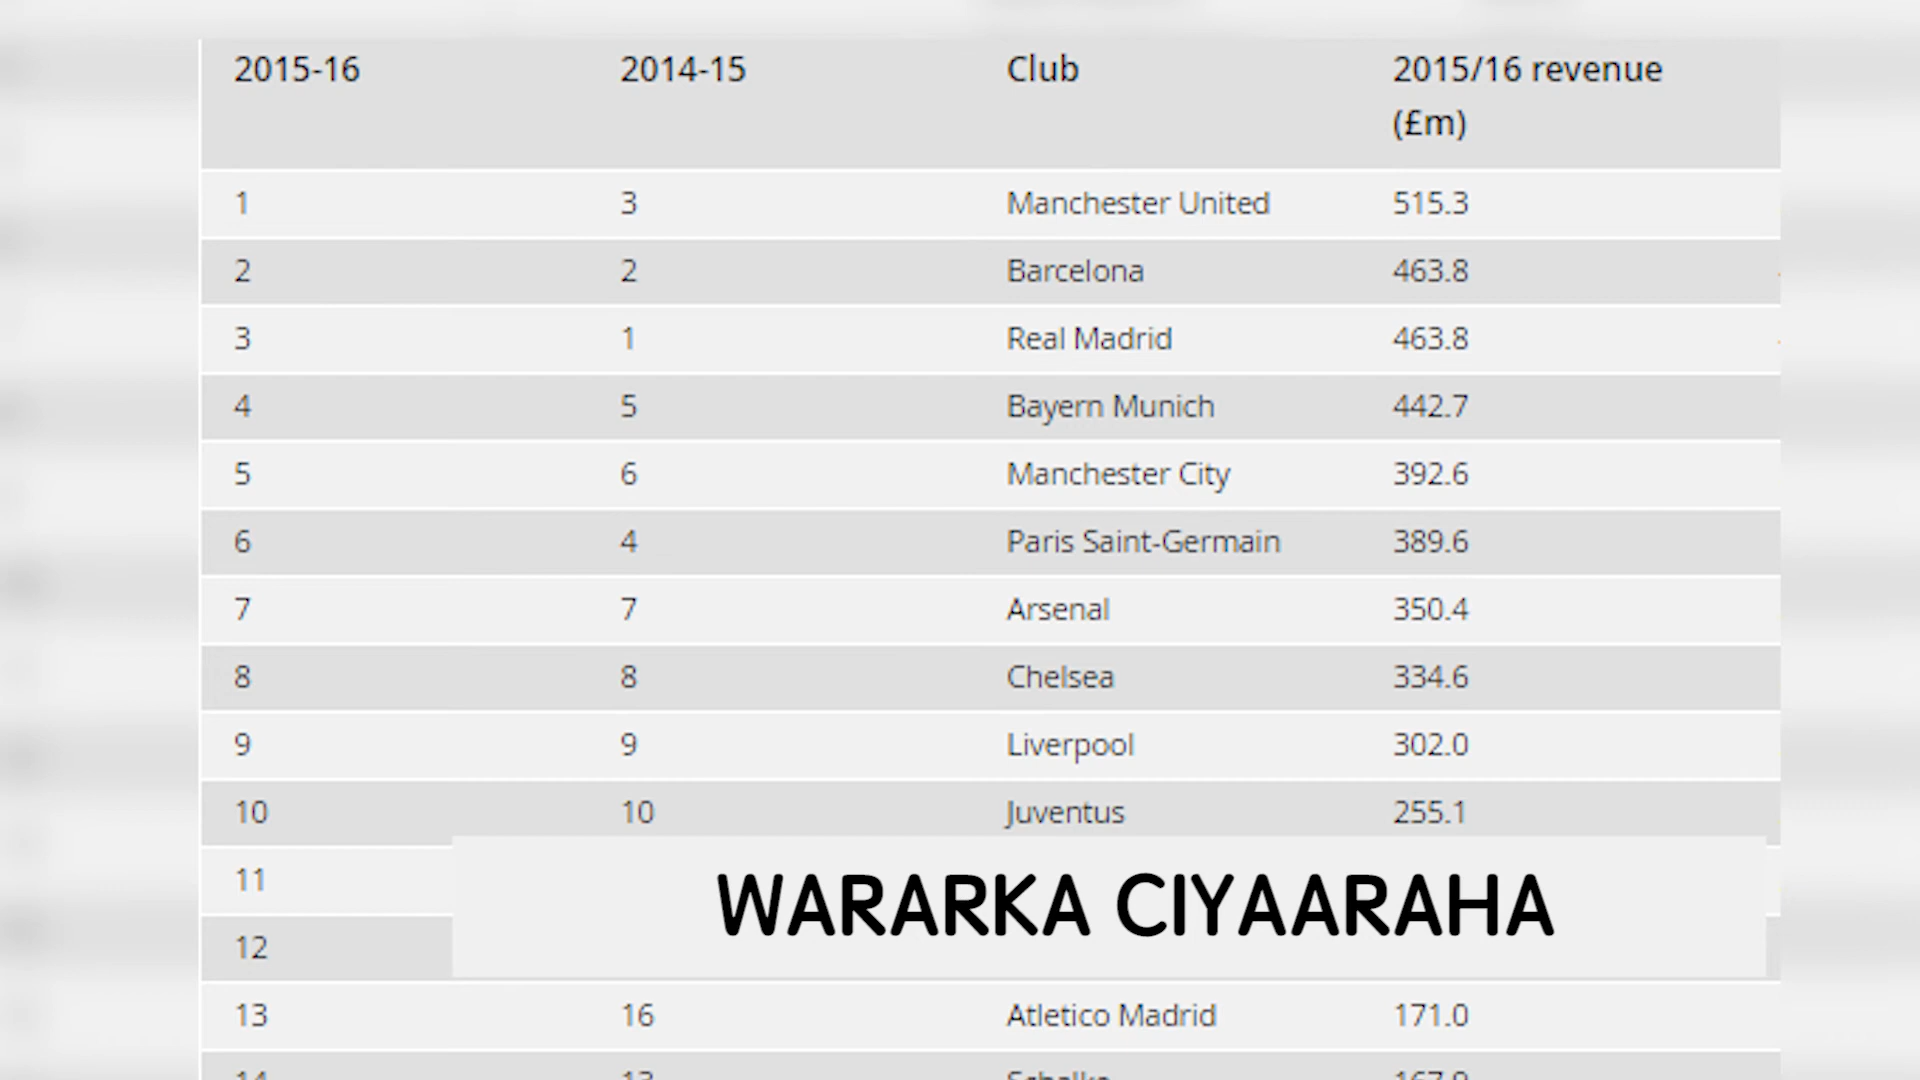 2015-16 2014-15 Club 2015/16 revenue
(£m)
1 3 Manchester United 515.3
2 2 Barcelona 463.8
3 1 Real Madrid 463.8
4 5 Bayern Munich 442.7
5 6 Manchester City 392.6
6 4 Paris Saint-Germain 389.6
7 7 Arsenal 350.4
8 8 Chelsea 334.6
9 9 Liverpool 302.0
10 10 Juventus 255.1
11
WARARKA CIYAARAHA
12
13 16 Atletico Madrid 171.0